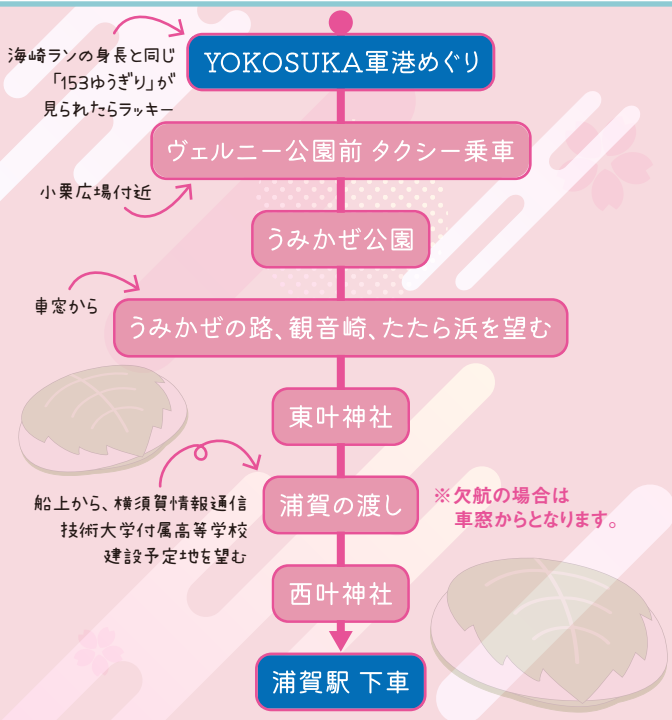 海崎ランの身長と同じ
「153ゆうぎり」が
見られたらラッキー
YOKOSUKA軍港めぐり
ヴェルニー公園前 タクシー乗車
小栗広場付近
うみかぜ公園
車窓から
うみかぜの路、観音崎、たたら浜を望む
東叶神社
船上から、横須賀情報通信
技術大学付属高等学校
建設予定地を望む
浦賀の渡し
※欠航の場合は
車窓からとなります。
西叶神社
浦賀駅 下車